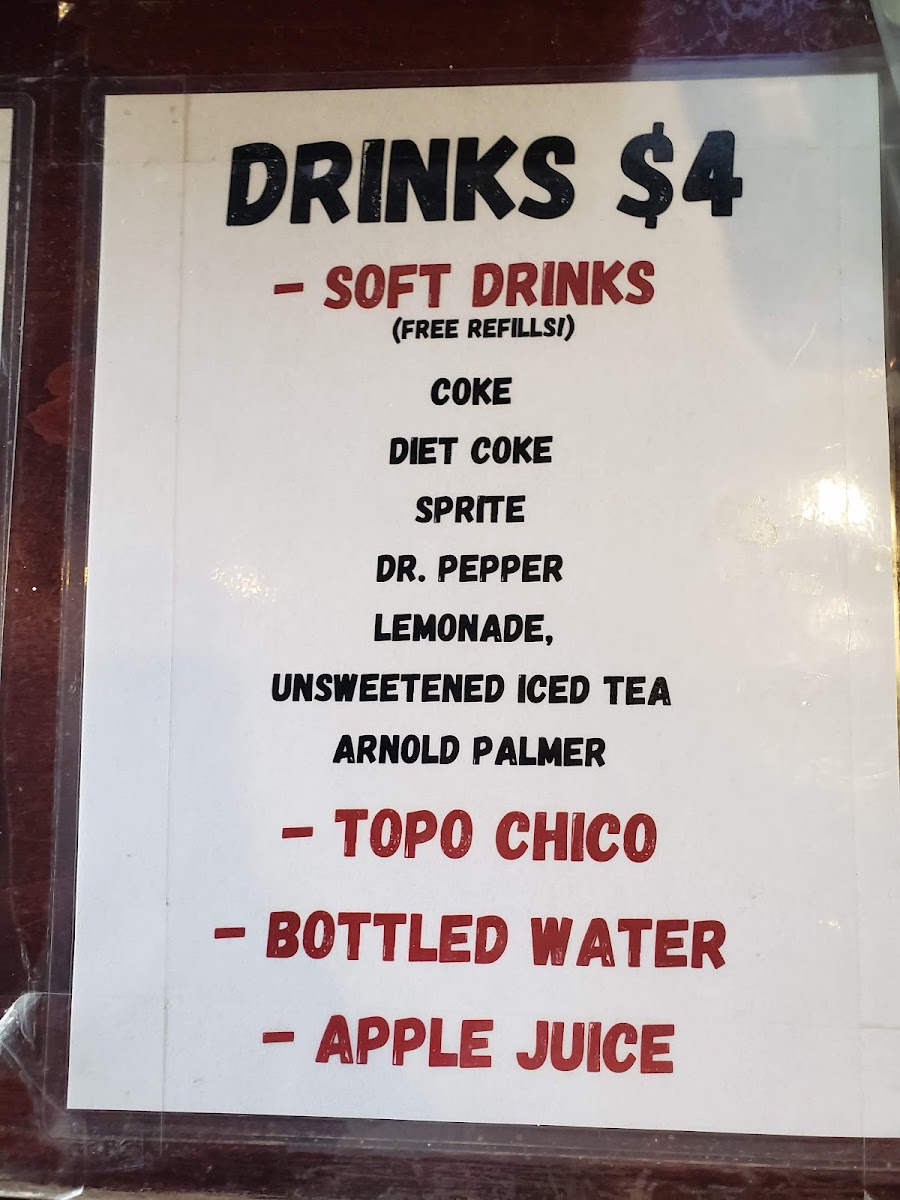 DRINKS $4
- SOFT DRINKS
(FREE REFILLS!)
COKE
DIET COKE
SPRITE
DR. PEPPER
LEMONADE,
UNSWEETENED ICED TEA
ARNOLD PALMER
- TOPO CHICO
- BOTTLED WATER
- APPLE JUICE